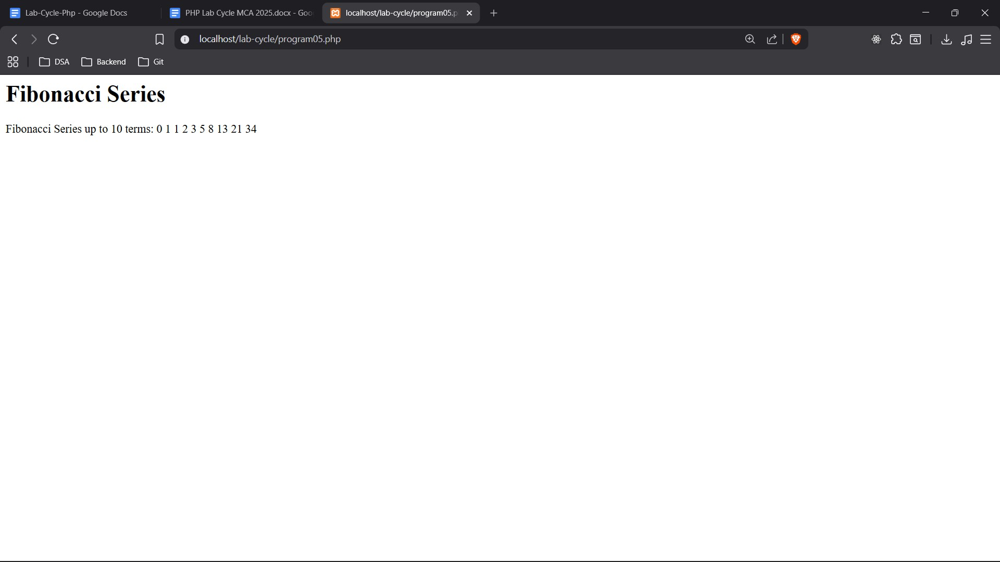 Lab-Cycle-Php - Google Docs
PHP Lab Cycle MCA 2025.docx - Goo
localhost/lab-cycle/program05.p
localhost/lab-cycle/program05.php
DSA
Backend
Git
Fibonacci Series
Fibonacci Series up to 10 terms: 0 1 1 2 3 5 8 13 21 34